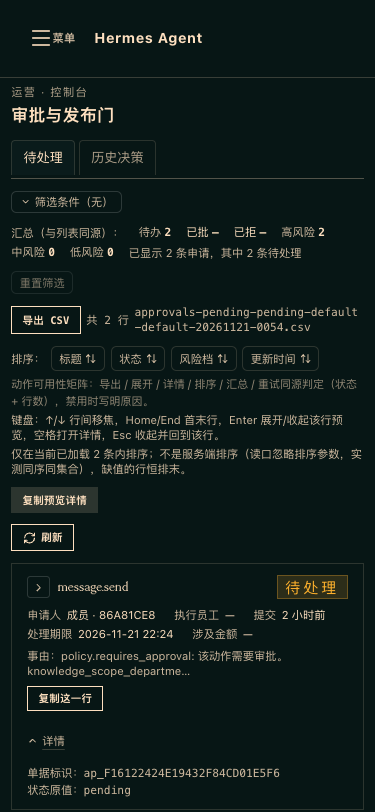 菜单 Hermes Agent
运营 · 控制台
审批与发布门
待处理 历史决策
筛选条件（无）
汇总（与列表同源）： 待办 2 已批 — 已拒 — 高风险 2
中风险 0 低风险 0 已显示 2 条申请，其中 2 条待处理
重置筛选
导出 CSV 共 2 行 approvals-pending-pending-default
-default-20261121-0054.csv
排序： 标题 ⇅ 状态 ⇅ 风险档 ⇅ 更新时间 ⇅
动作可用性矩阵：导出 / 展开 / 详情 / 排序 / 汇总 / 重试同源判定（状态
+ 行数），禁用时写明原因。
键盘：↑/↓ 行间移焦，Home/End 首末行，Enter 展开/收起该行预
览，空格打开详情，Esc 收起并回到该行。
仅在当前已加载 2 条内排序；不是服务端排序（读口忽略排序参数，实
测同序同集合），缺值的行恒排末。
复制预览详情
刷新
message.send 待处理
申请人 成员 · 86A81CE8 执行员工 — 提交 2 小时前
处理期限 2026-11-21 22:24 涉及金额 —
事由：policy.requires_approval: 该动作需要审批。
knowledge_scope_departme…
复制这一行
详情
单据标识：ap_F16122424E19432F84CD01E5F6
状态原值：pending